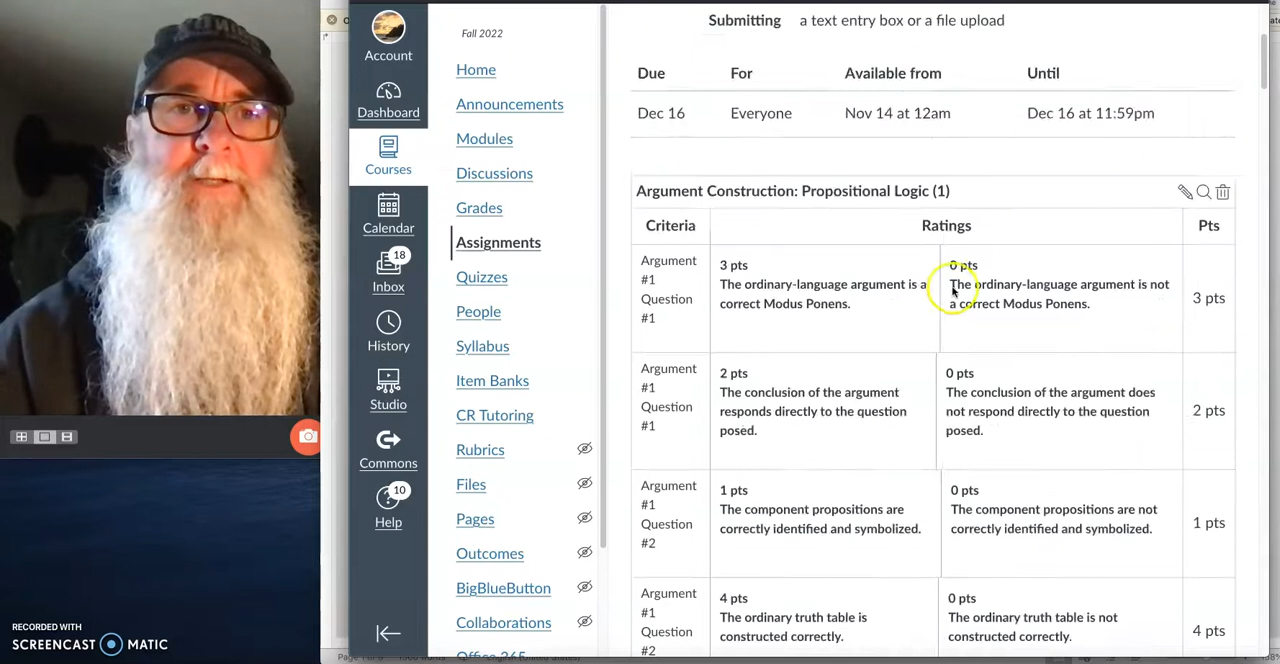 Submitting a text entry box or a file upload
Fall 2022
Account
Dashboard
Courses
Calendar
18
Inbox
History
Studio
Commons
10
Help
Home
Announcements
Modules
Discussions
Grades
Assignments
Quizzes
People
Syllabus
Item Banks
CR Tutoring
Rubrics
Files
Pages
Outcomes
BigBlueButton
Collaborations
Office 365
Due For Available from Until
Dec 16 Everyone Nov 14 at 12am Dec 16 at 11:59pm
Argument Construction: Propositional Logic (1)
Criteria Ratings Pts
Argument
#1
Question
#1
3 pts
The ordinary-language argument is a
correct Modus Ponens.
0 pts
The ordinary-language argument is not
a correct Modus Ponens.
3 pts
Argument
#1
Question
#1
2 pts
The conclusion of the argument
responds directly to the question
posed.
0 pts
The conclusion of the argument does
not respond directly to the question
posed.
2 pts
Argument
#1
Question
#2
1 pts
The component propositions are
correctly identified and symbolized.
0 pts
The component propositions are not
correctly identified and symbolized.
1 pts
Argument
#1
Question
#2
4 pts
The ordinary truth table is
constructed correctly.
0 pts
The ordinary truth table is not
constructed correctly.
4 pts
RECORDED WITH
SCREENCAST MATIC